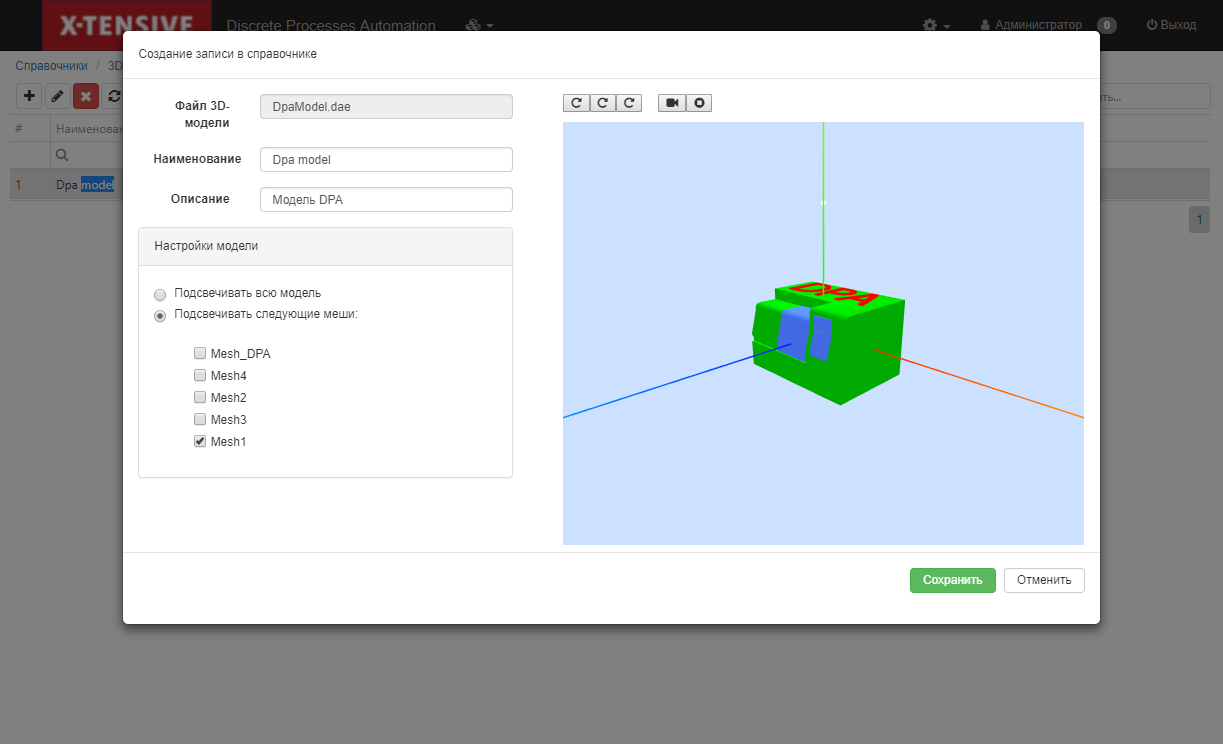 X-TENSIVE
Discrete Processes Automation
Администратор 0 Выход
Справочники / 3D
# Наименован
1 Dpa model
1
Создание записи в справочнике
Файл 3D-
модели
DpaModel.dae
Наименование Dpa model
Описание Модель DPA
Настройки модели
Подсвечивать всю модель
Подсвечивать следующие меши:
Mesh_DPA
Mesh4
Mesh2
Mesh3
Mesh1
DPA
Сохранить Отменить